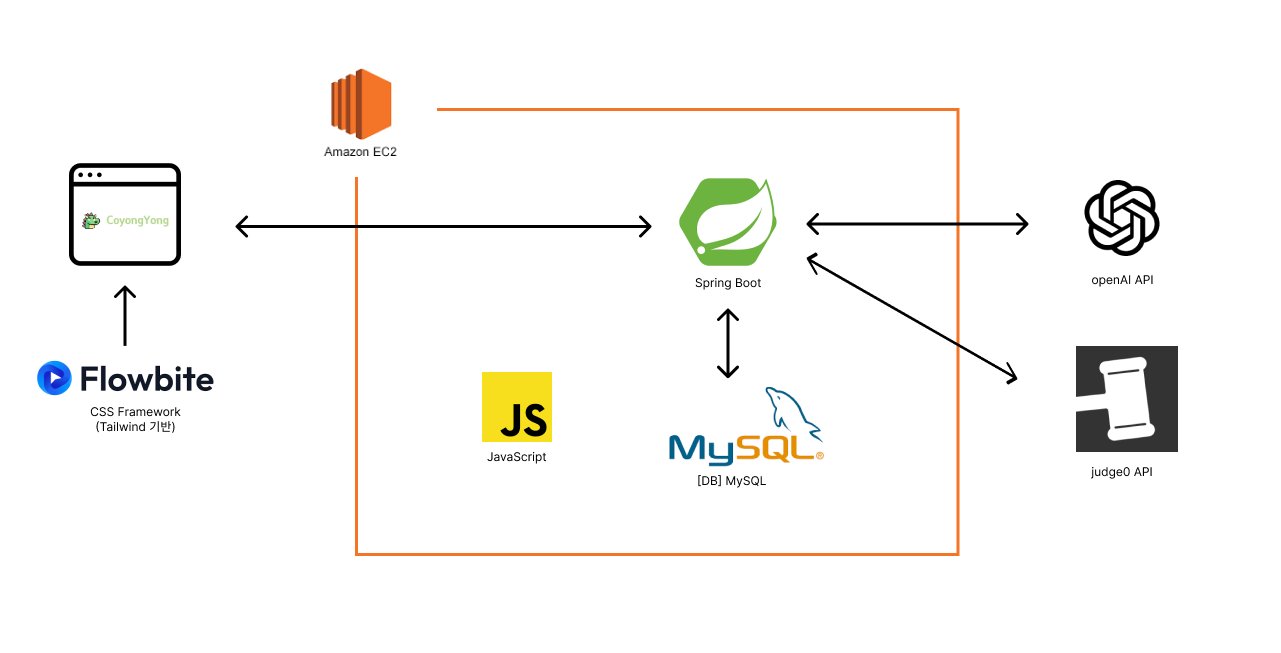 Amazon EC2
CoyongYong
Spring Boot
openAI API
Flowbite
CSS Framework
(Tailwind 기반)
JS
JavaScript
MySQL®
[DB] MySQL
judge0 API